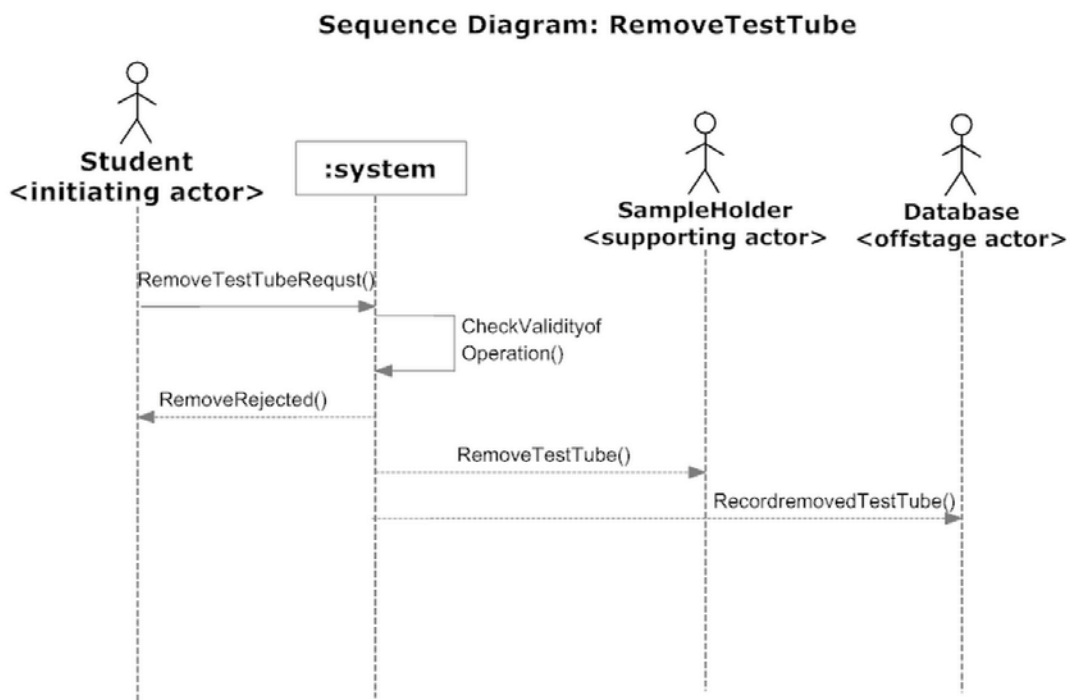 Sequence Diagram: RemoveTestTube
Student
<initiating actor>
:system
SampleHolder
<supporting actor>
Database
<offstage actor>
RemoveTestTubeRequst()
CheckValidityof
Operation()
RemoveRejected()
RemoveTestTube()
RecordremovedTestTube()